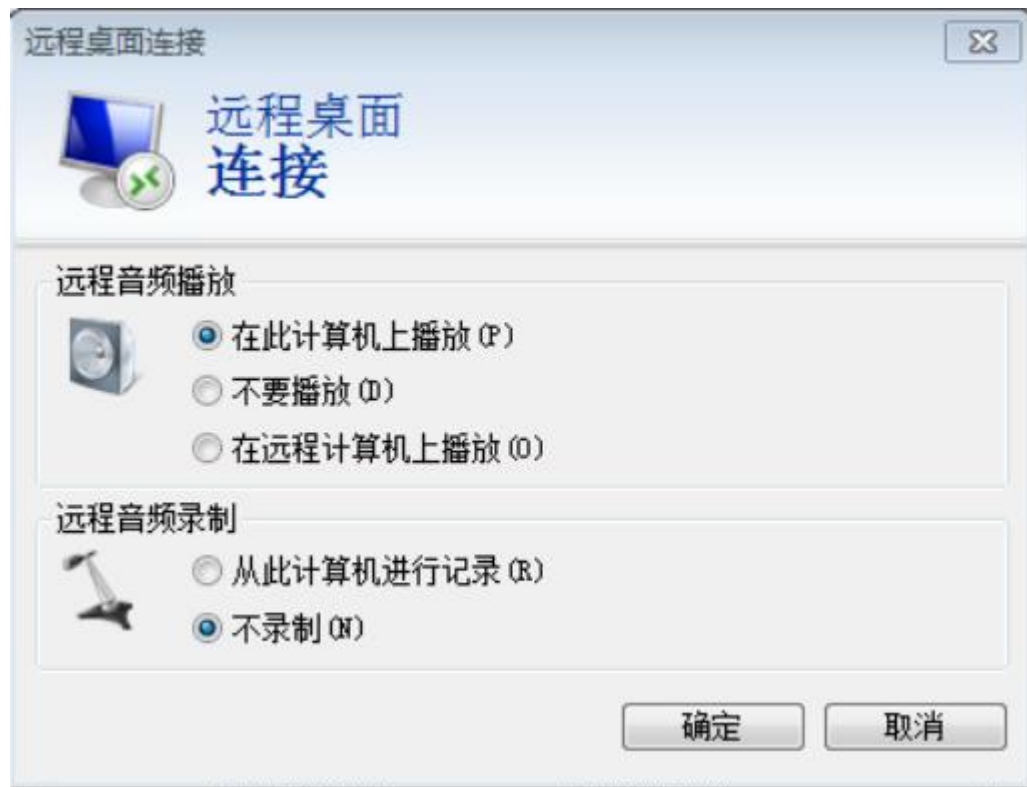 远程桌面连接
远程桌面
连接
远程音频播放
在此计算机上播放(P)
不要播放(D)
在远程计算机上播放(O)
远程音频录制
从此计算机进行记录(R)
不录制(N)
确定
取消